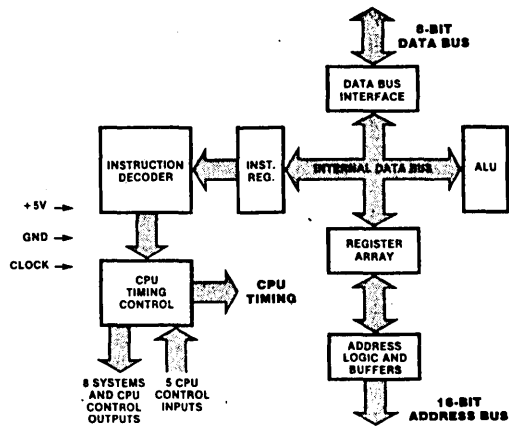 8-BIT
DATA BUS
DATA BUS
INTERFACE
INSTRUCTION
DECODER
INST.
REG.
INTERNAL DATA BUS
ALU
+5V
GND
CLOCK
REGISTER
ARRAY
CPU
TIMING
CONTROL
CPU
TIMING
ADDRESS
LOGIC AND
BUFFERS
8 SYSTEMS
AND CPU
CONTROL
OUTPUTS
5 CPU
CONTROL
INPUTS
16-BIT
ADDRESS BUS